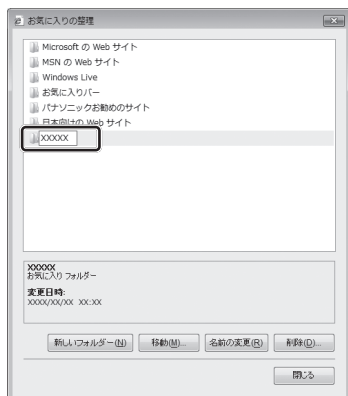 お気に入りの整理
Microsoft の Web サイト
MSN の Web サイト
Windows Live
お気に入りバー
パナソニックお勧めのサイト
日本向けの Web サイト
XXXXX
XXXXX
お気に入り フォルダー
変更日時:
XXXX/XX/XX XX:XX
新しいフォルダー(N)
移動(M)...
名前の変更(R)
削除(D)...
閉じる